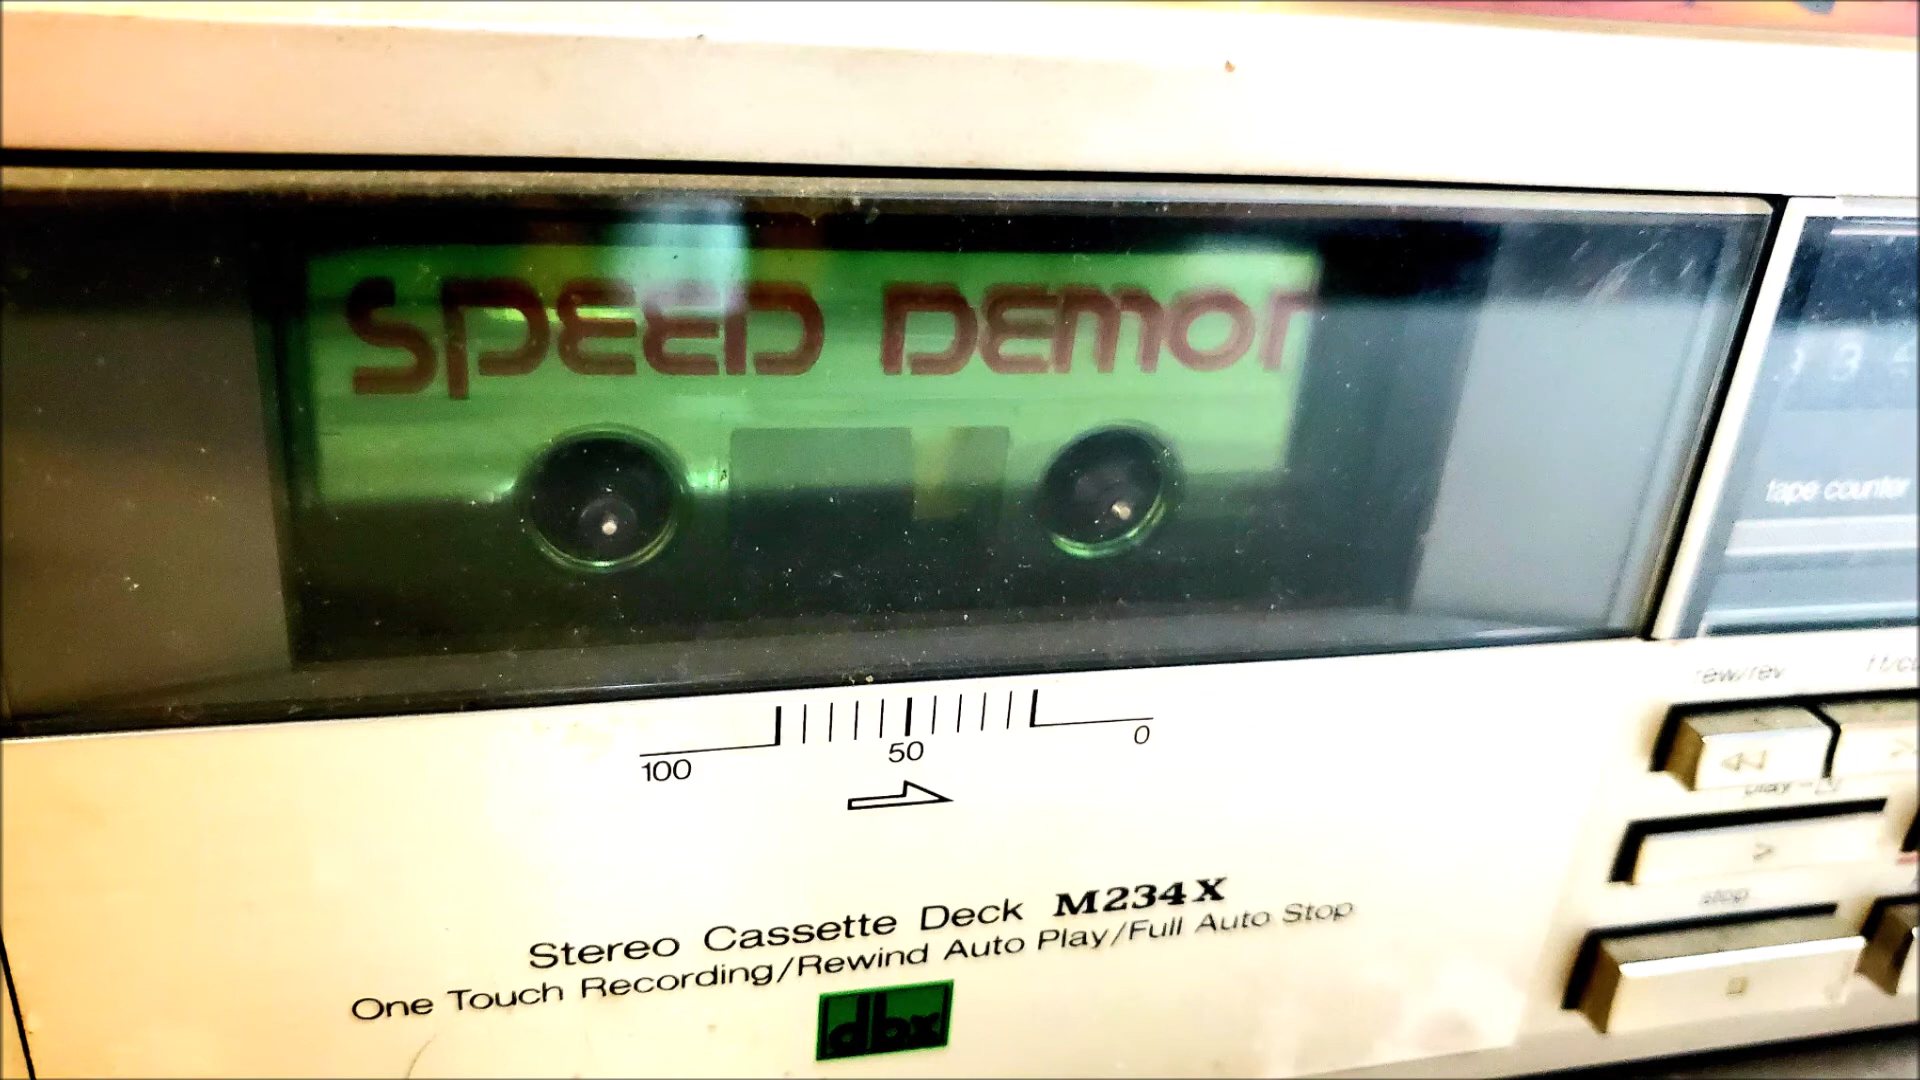 SPEED DEMON
tape counter
rew/rev
100 50 0
play
stop
Stereo Cassette Deck M234X
One Touch Recording/Rewind Auto Play/Full Auto Stop
dbx